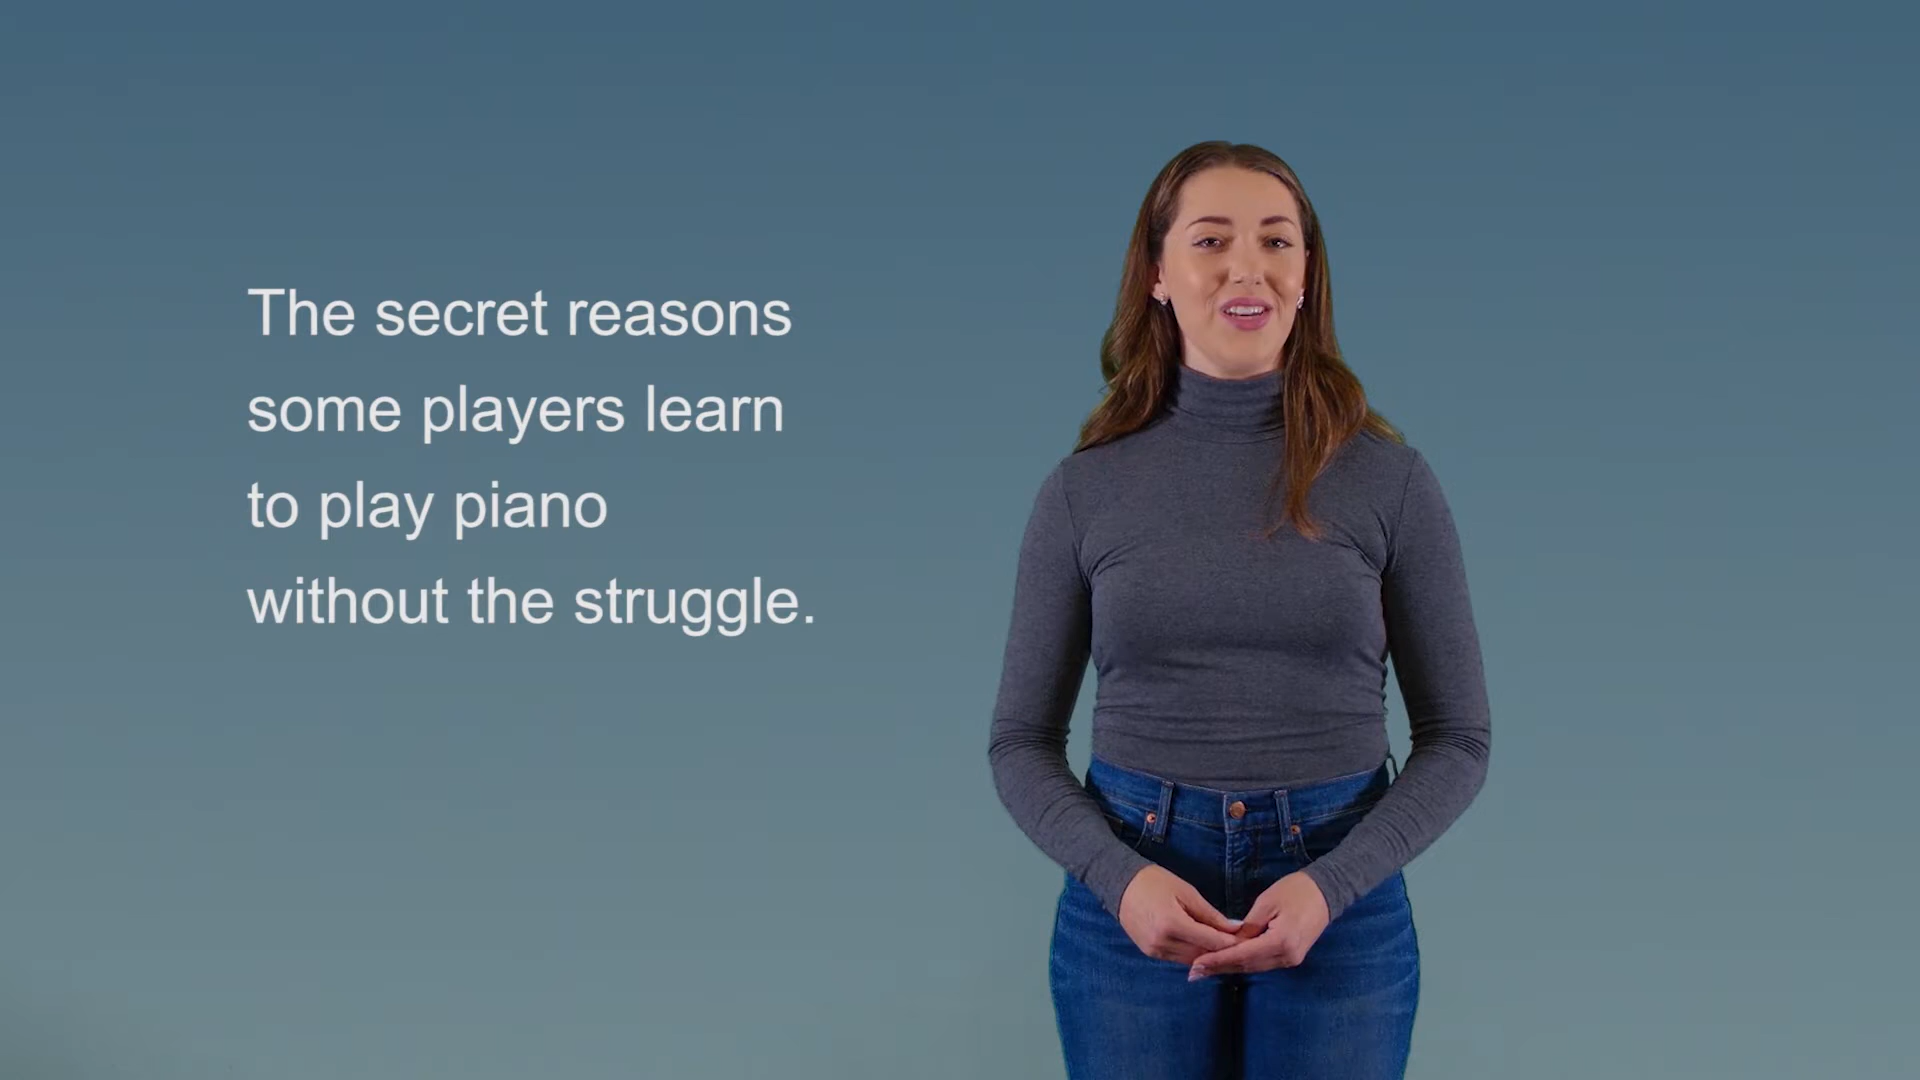 The secret reasons
some players learn
to play piano
without the struggle.